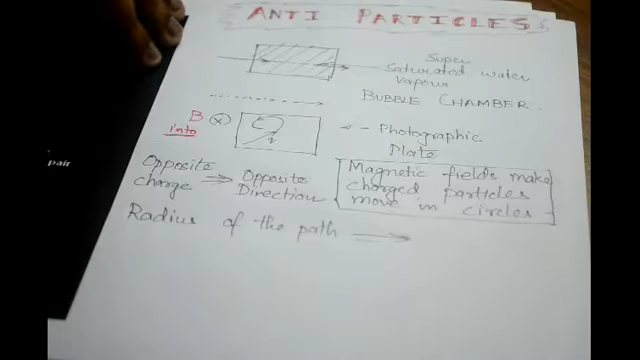 ANTI PARTICLES
Super
Saturated water
vapour
BUBBLE CHAMBER.
B
into
Photographic
Plate
Opposite
charge
Opposite
Direction
Magnetic fields make
charged particles
move in circles
Radius of the path
pair